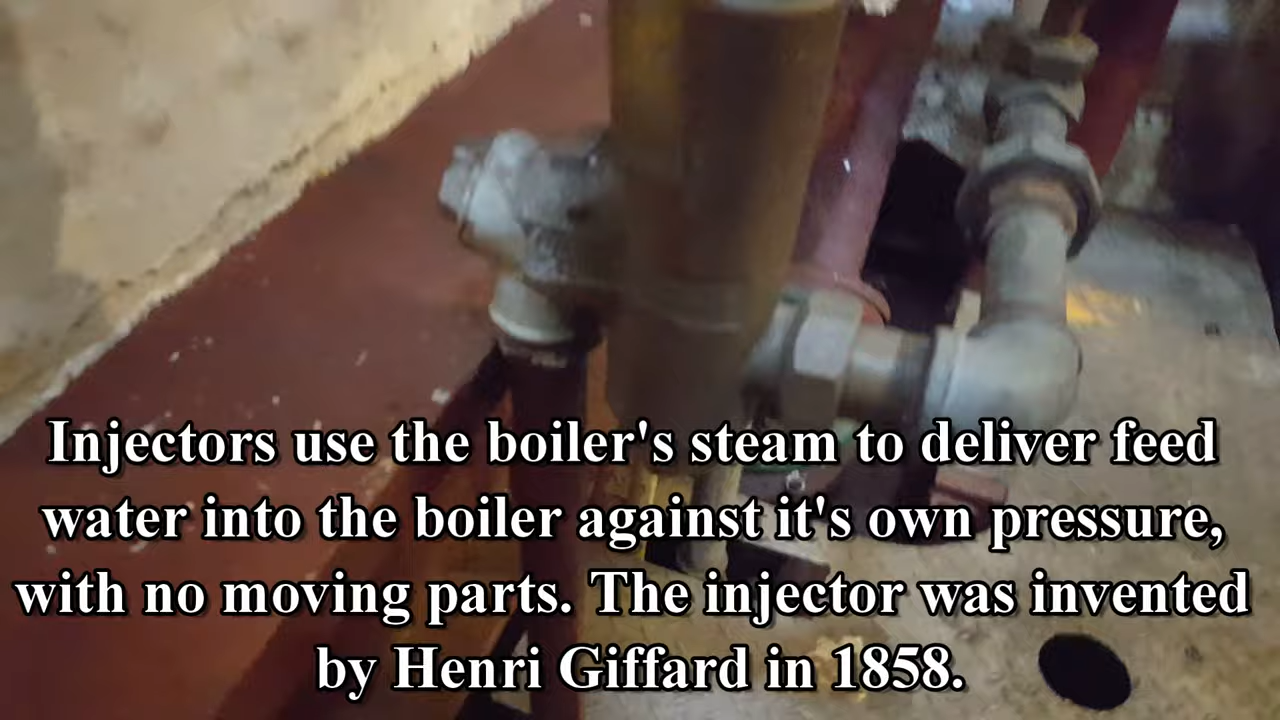 Injectors use the boiler's steam to deliver feed
water into the boiler against it's own pressure,
with no moving parts. The injector was invented
by Henri Giffard in 1858.